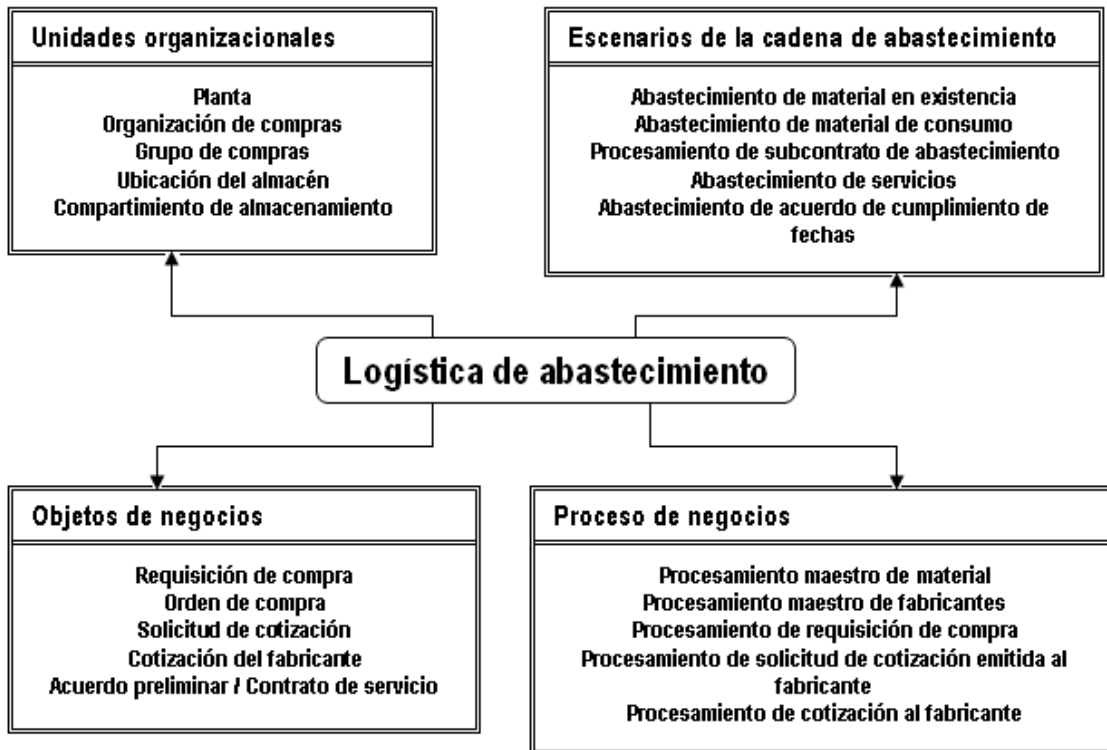 Unidades organizacionales
Planta
Organización de compras
Grupo de compras
Ubicación del almacén
Compartimiento de almacenamiento
Escenarios de la cadena de abastecimiento
Abastecimiento de material en existencia
Abastecimiento de material de consumo
Procesamiento de subcontrato de abastecimiento
Abastecimiento de servicios
Abastecimiento de acuerdo de cumplimiento de
fechas
Logística de abastecimiento
Objetos de negocios
Requisición de compra
Orden de compra
Solicitud de cotización
Cotización del fabricante
Acuerdo preliminar / Contrato de servicio
Proceso de negocios
Procesamiento maestro de material
Procesamiento maestro de fabricantes
Procesamiento de requisición de compra
Procesamiento de solicitud de cotización emitida al
fabricante
Procesamiento de cotización al fabricante